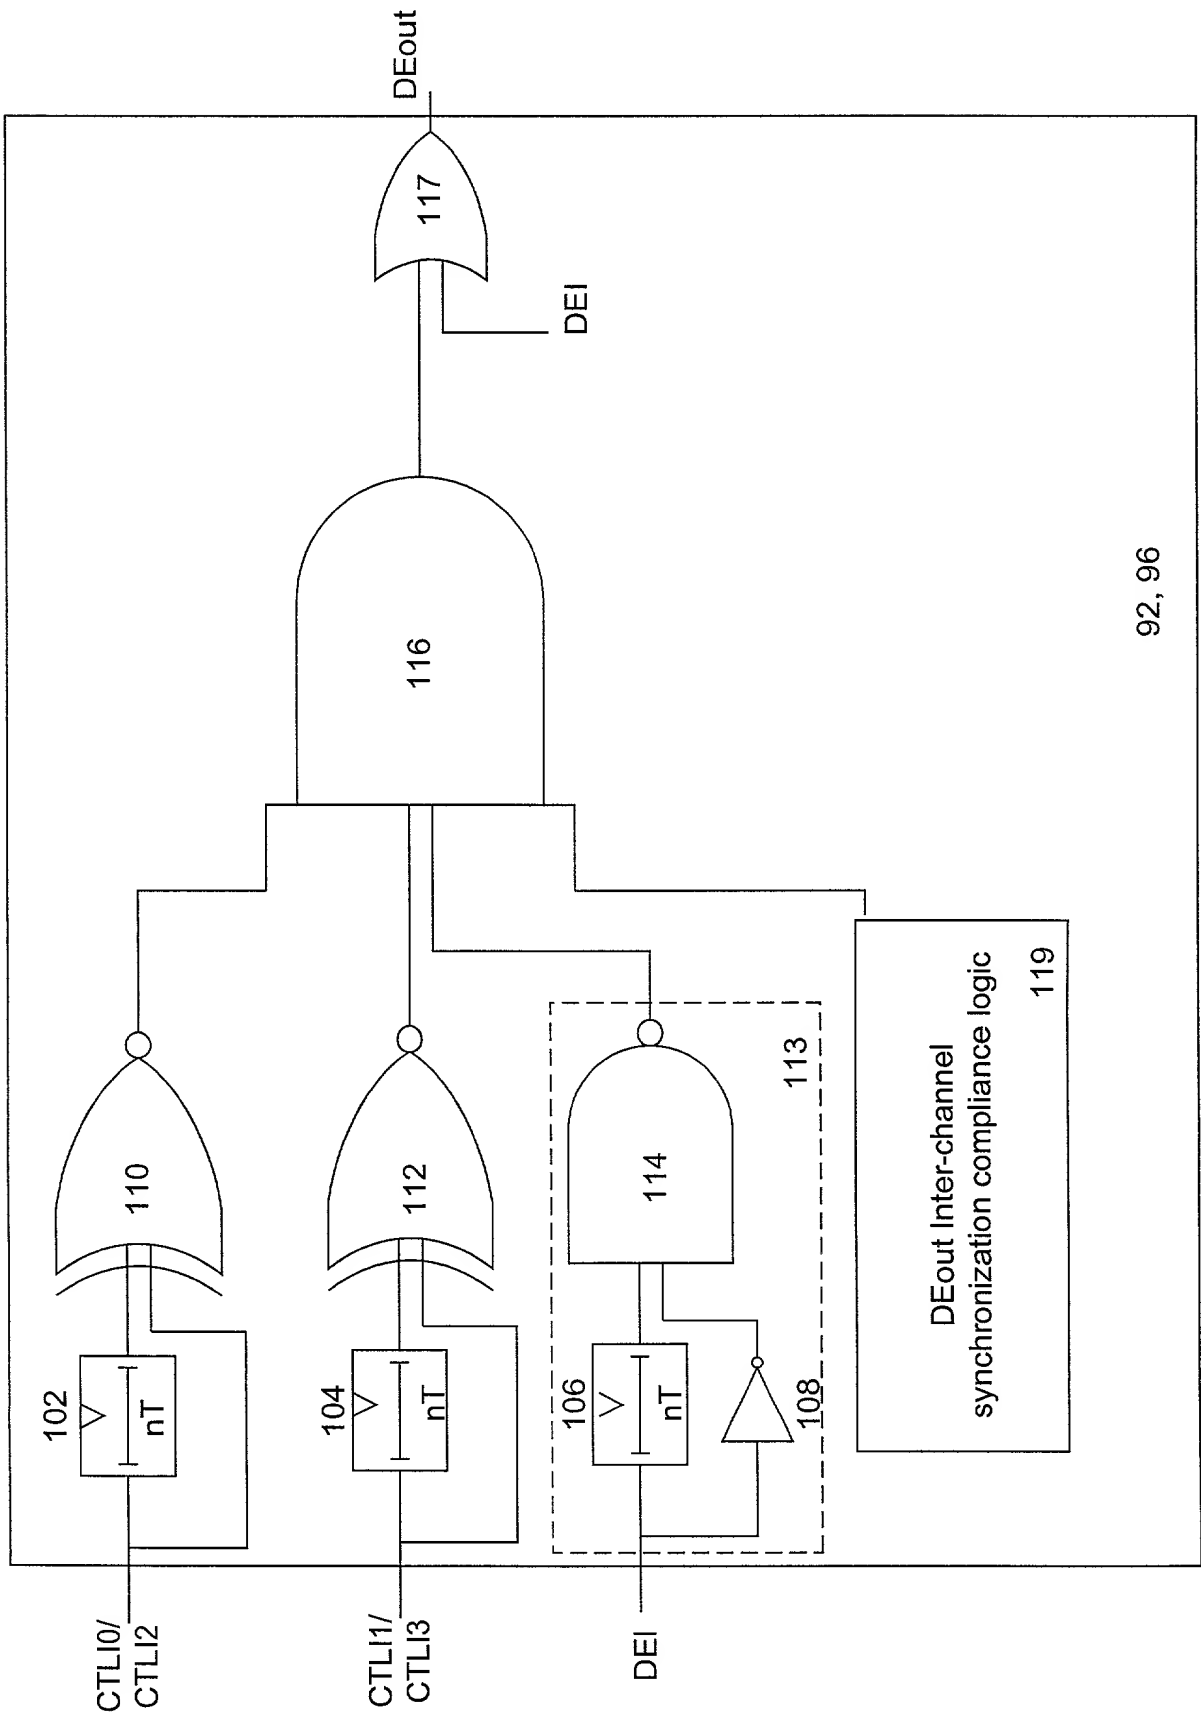 CTLI0/
CTLI2
102
nT
110
CTLI1/
CTLI3
104
nT
112
DEI
106
nT
108
114
113
DEout Inter-channel
synchronization compliance logic
119
116
DEI
117
DEout
92, 96